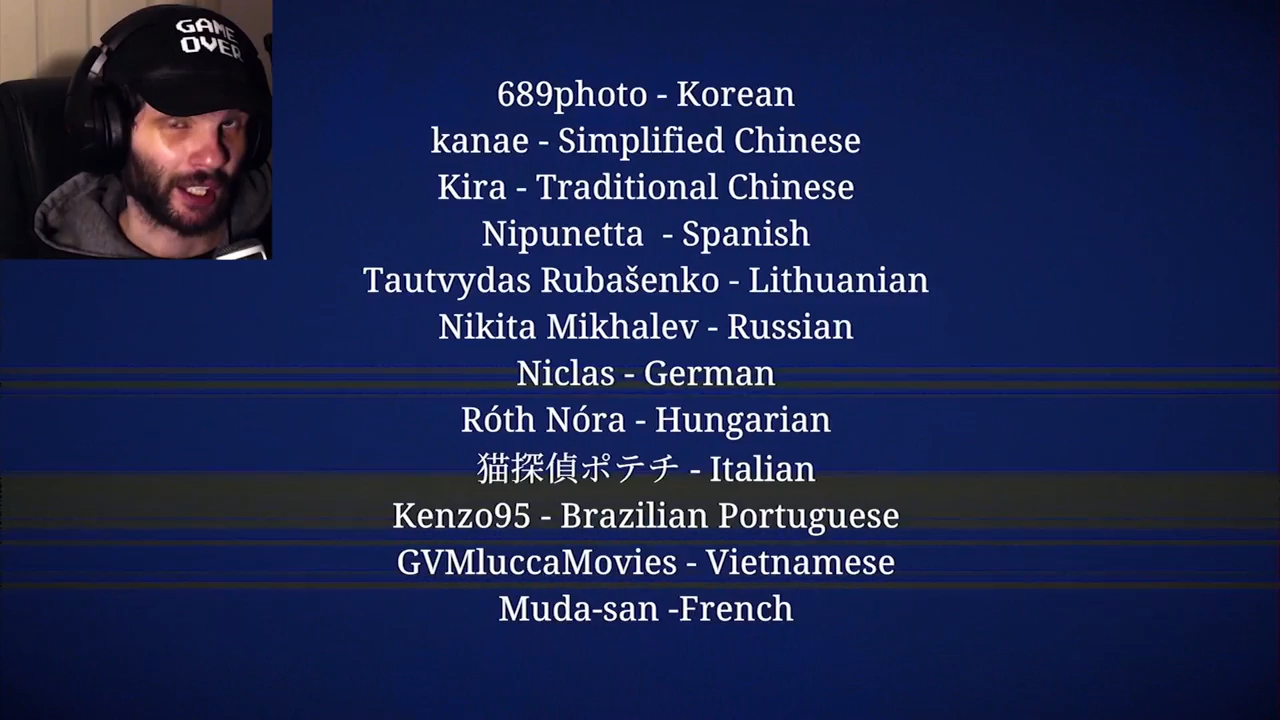 GAME
OVER
689photo - Korean
kanae - Simplified Chinese
Kira - Traditional Chinese
Nipunetta  - Spanish
Tautvydas Rubašenko - Lithuanian
Nikita Mikhalev - Russian
Niclas - German
Róth Nóra - Hungarian
猫探偵ポテチ - Italian
Kenzo95 - Brazilian Portuguese
GVMluccaMovies - Vietnamese
Muda-san -French